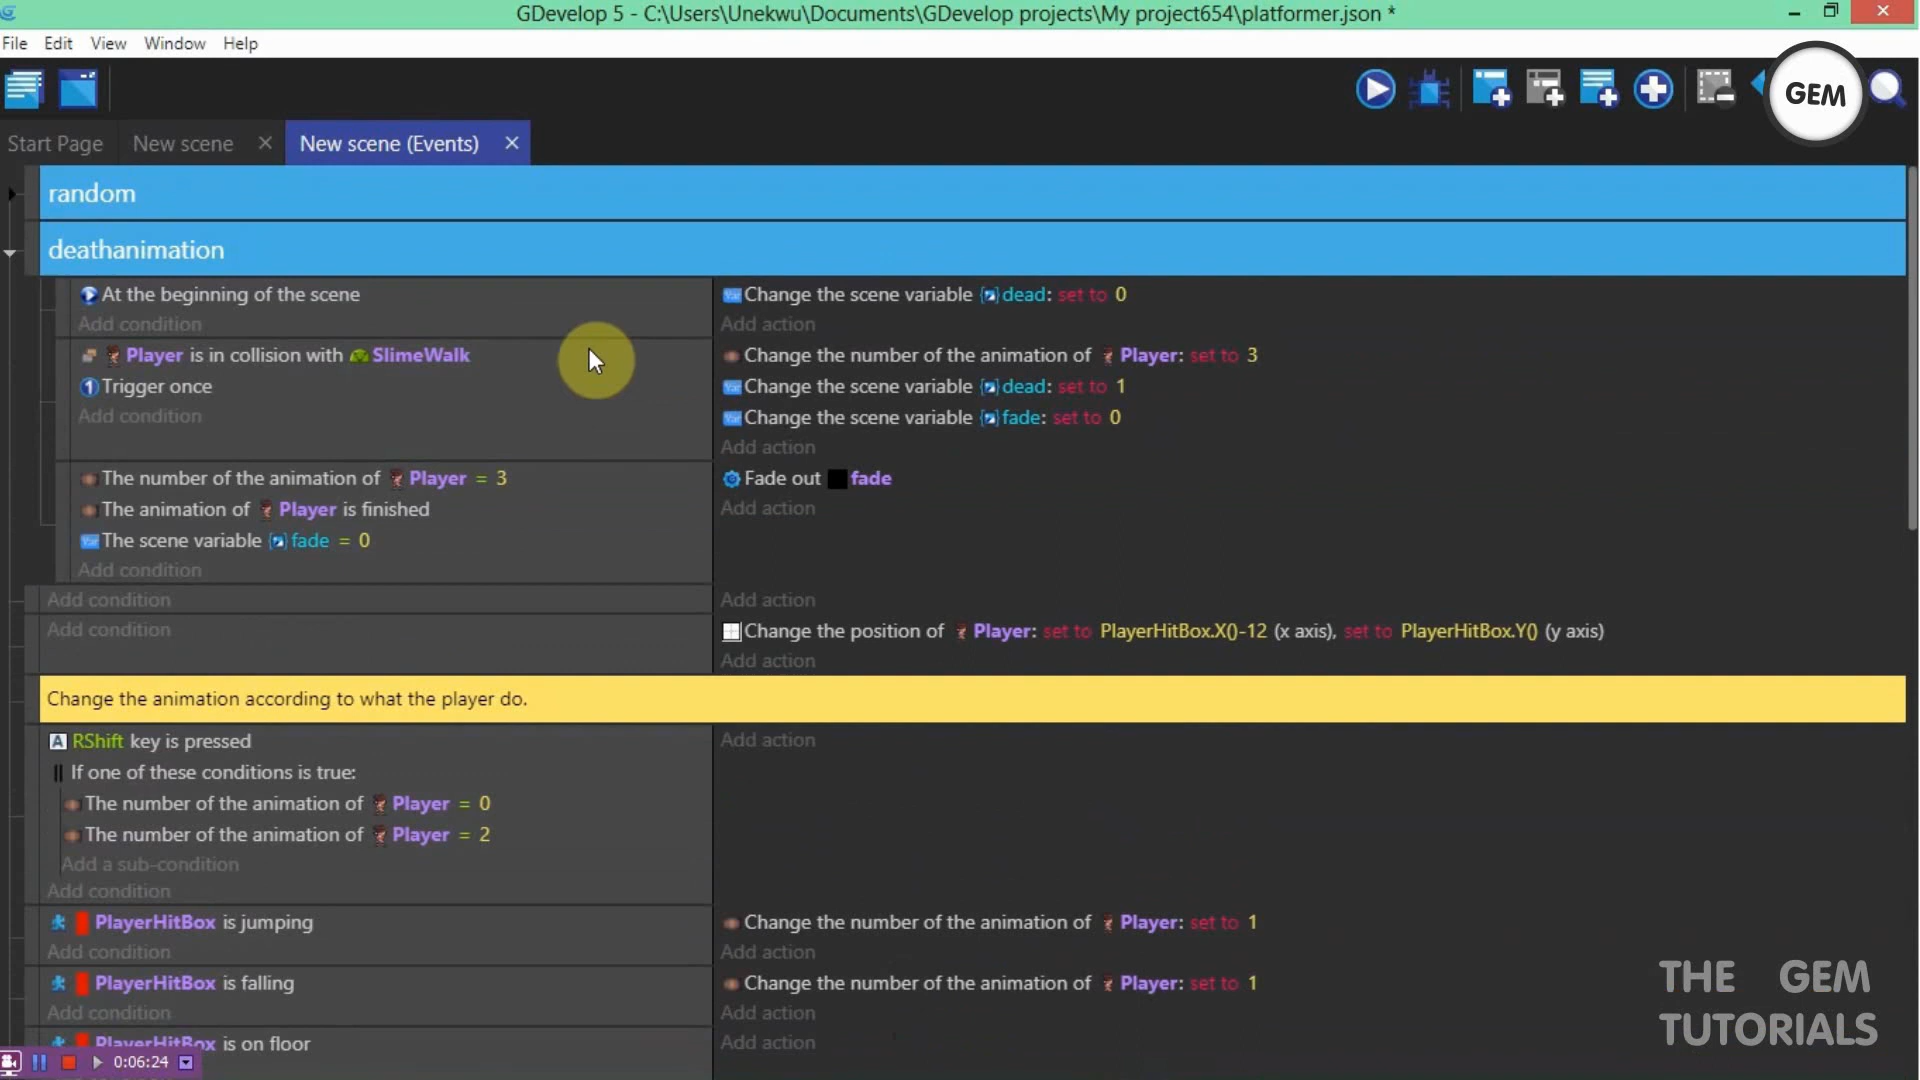 GDevelop 5 - C:\Users\Unekwu\Documents\GDevelop projects\My project654\platformer.json *
File Edit View Window Help
GEM
Start Page New scene New scene (Events)
random
deathanimation
At the beginning of the scene
Change the scene variable dead: set to 0
Add condition
Add action
Player is in collision with SlimeWalk
Change the number of the animation of Player: set to 3
Trigger once
Change the scene variable dead: set to 1
Add condition
Change the scene variable fade: set to 0
Add action
The number of the animation of Player = 3
Fade out fade
The animation of Player is finished
Add action
The scene variable fade = 0
Add condition
Add condition
Add action
Add condition
Change the position of Player: set to PlayerHitBox.X()-12 (x axis), set to PlayerHitBox.Y() (y axis)
Add action
Change the animation according to what the player do.
RShift key is pressed
Add action
If one of these conditions is true:
The number of the animation of Player = 0
The number of the animation of Player = 2
Add a sub-condition
Add condition
PlayerHitBox is jumping
Change the number of the animation of Player: set to 1
Add condition
Add action
PlayerHitBox is falling
Change the number of the animation of Player: set to 1
Add condition
Add action
PlayerHitBox is on floor
Add action
0:06:24
THE GEM
TUTORIALS